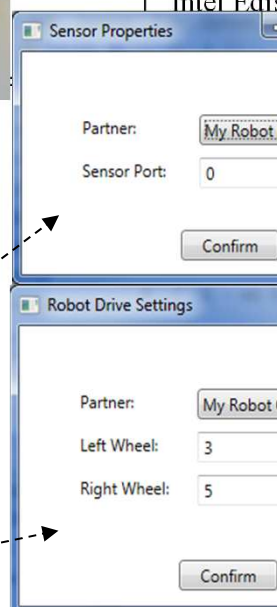 Intel Edis
Sensor Properties
Partner: My Robot
Sensor Port: 0
Confirm
Robot Drive Settings
Partner: My Robot
Left Wheel: 3
Right Wheel: 5
Confirm